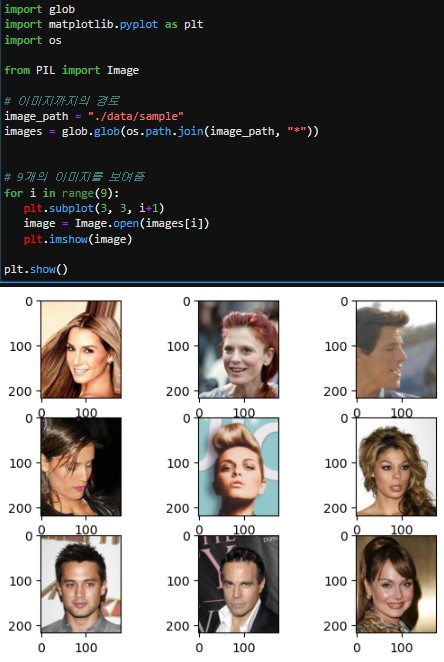 import glob
import matplotlib.pyplot as plt
import os
from PIL import Image
# 이미지까지의 경로
image_path = "./data/sample"
images = glob.glob(os.path.join(image_path, "*"))
# 9개의 이미지를 보여줌
for i in range(9):
plt.subplot(3, 3, i+1)
image = Image.open(images[i])
plt.imshow(image)
plt.show()
0 0 0
100 100 100
200 200 200
0 100 0 100 0 100
0 0 0
100 100 100
200 200 200
0 100 0 100 0 100
0 0 0
100 100 100
200 200 200
0 100 0 100 0 100